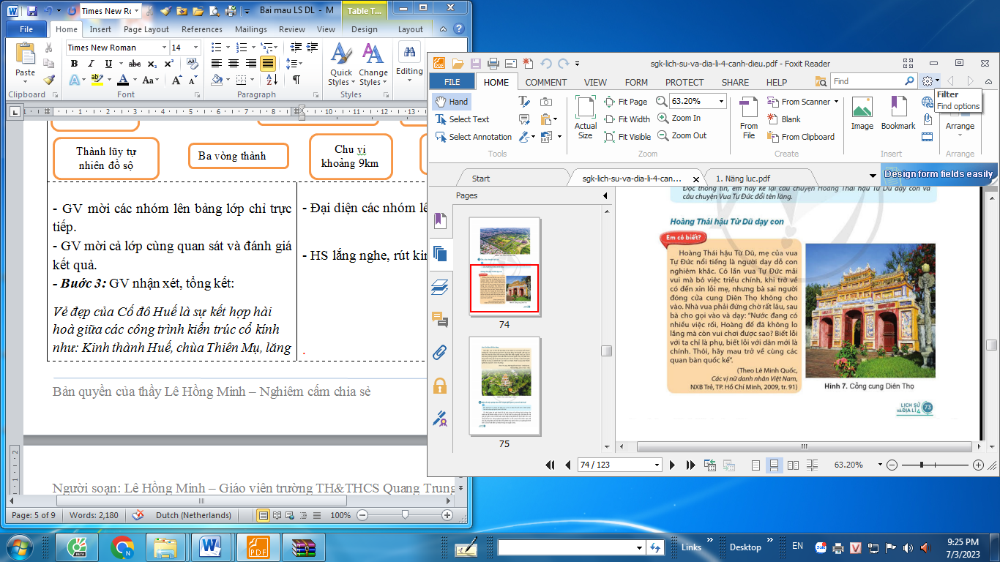 Times New Ro
Bai mau LS DL - M
Table T...
File
Home
Insert
Page Layout
References
Mailings
Review
View
Design
Layout
Paste
Times New Roman
14
Quick Styles
Change Styles
Editing
Clipboard
Font
Paragraph
Styles
Thành lũy tự
nhiên đồ sộ
Ba vòng thành
Chu vi
khoảng 9km
- GV mời các nhóm lên bảng lớp chỉ trực
tiếp.
- GV mời cả lớp cùng quan sát và đánh giá
kết quả.
- Bước 3: GV nhận xét, tổng kết:
Vẻ đẹp của Cố đô Huế là sự kết hợp hài
hoà giữa các công trình kiến trúc cổ kính
như: Kinh thành Huế, chùa Thiên Mụ, lăng
- Đại diện các nhóm lê
- HS lắng nghe, rút kin
.
Bản quyền của thầy Lê Hồng Minh – Nghiêm cấm chia sẻ
Người soạn: Lê Hồng Minh – Giáo viên trường TH&THCS Quang Trung
Page: 5 of 9
Words: 2,180
Dutch (Netherlands)
100%
sgk-lich-su-va-dia-li-4-canh-dieu.pdf - Foxit Reader
FILE
HOME
COMMENT
VIEW
FORM
PROTECT
SHARE
HELP
Find
Filter
Find options
Hand
Select Text
Select Annotation
Tools
Actual Size
Fit Page
Fit Width
Fit Visible
63.20%
Zoom In
Zoom Out
Zoom
From File
From Scanner
Blank
From Clipboard
Create
Image
Bookmark
Insert
Arrange
Arrange
Start
sgk-lich-su-va-dia-li-4-can...
1. Năng luc.pdf
Design form fields easily
Pages
74
75
Đọc thông tin, em hãy kể lại câu chuyện Hoàng Thái hậu Từ Dũ dạy con và
câu chuyện Vua Tự Đức đổi tên làng.
Hoàng Thái hậu Từ Dũ dạy con
Em có biết?
Hoàng Thái hậu Từ Dũ, mẹ của vua
Tự Đức nổi tiếng là người dạy dỗ con
nghiêm khắc. Có lần vua Tự Đức mải
vui mà bỏ việc triều chính, khi trở về
có đến xin lỗi mẹ, nhưng bà sai người
đóng cửa cung Diên Thọ không cho
vào. Nhà vua phải đứng chờ rất lâu, sau
bà cho gọi vào và dạy: “Nước đang có
nhiều việc rối, Hoàng đế đã không lo
lắng mà còn vui chơi được sao? Biết lỗi
với ta chỉ là phụ, biết lỗi với dân mới là
chính. Thôi, hãy mau trở về cùng các
quan bàn quốc kế”.
(Theo Lê Minh Quốc,
Các vị nữ danh nhân Việt Nam,
NXB Trẻ, TP. Hồ Chí Minh, 2009, tr. 91)
Hình 7. Cổng cung Diên Thọ
LỊCH SỬ
VÀ ĐỊA LÍ 4
73
74 / 123
63.20%
Links
Desktop
EN
9:25 PM
7/3/2023